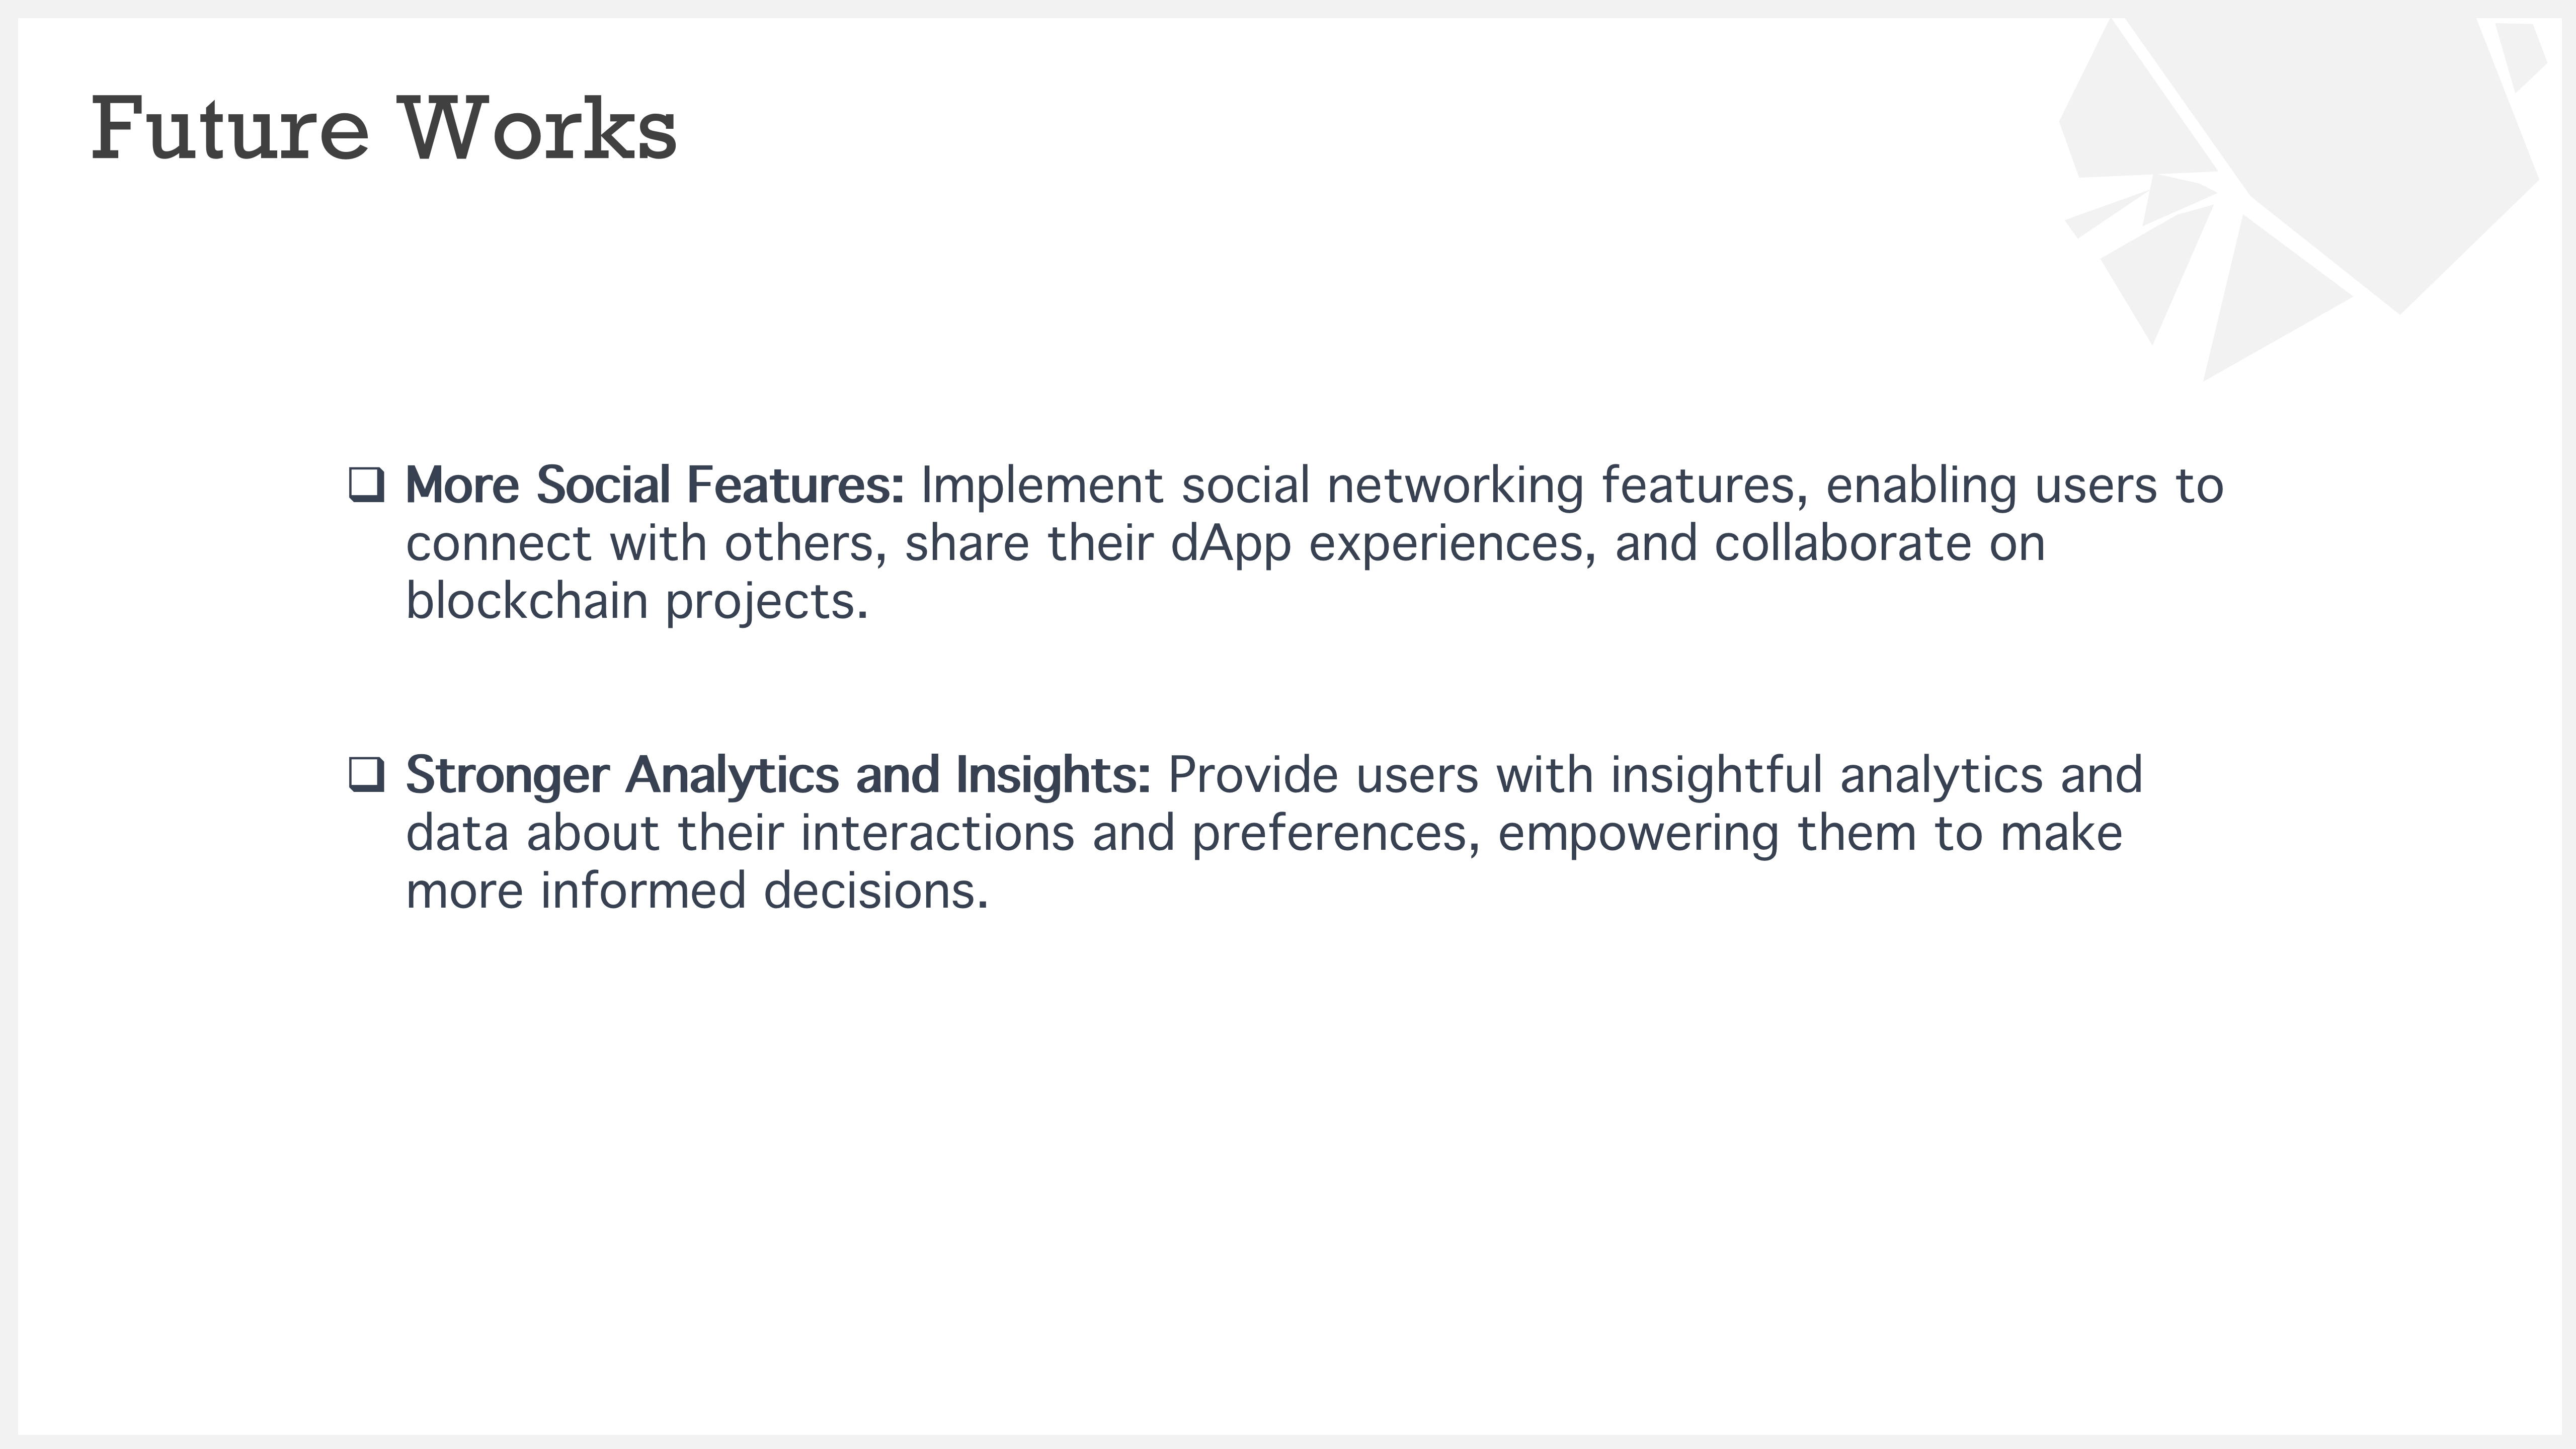 Future Works
❑ More Social Features: Implement social networking features, enabling users to
connect with others, share their dApp experiences, and collaborate on
blockchain projects.
❑ Stronger Analytics and Insights: Provide users with insightful analytics and
data about their interactions and preferences, empowering them to make
more informed decisions.